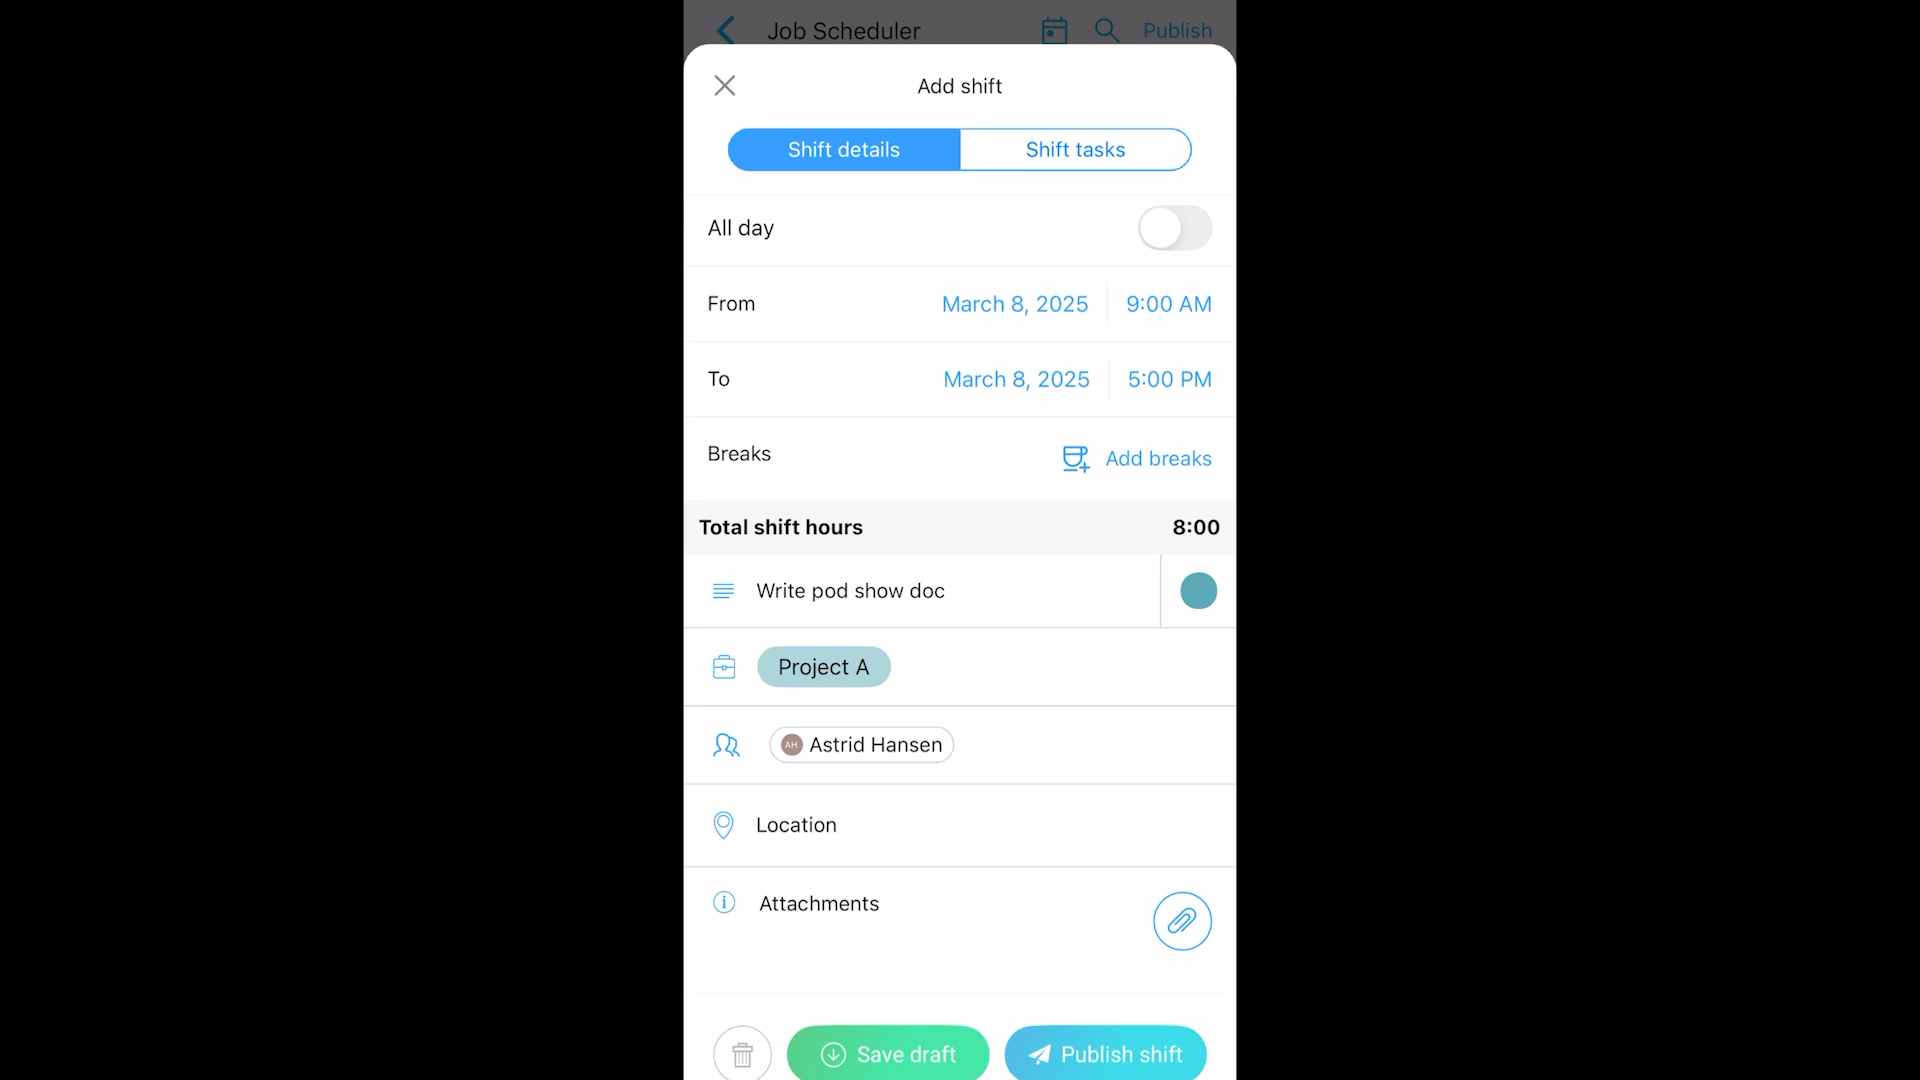 Job Scheduler Publish
Add shift
Shift details Shift tasks
All day
From March 8, 2025 9:00 AM
To March 8, 2025 5:00 PM
Breaks Add breaks
Total shift hours 8:00
Write pod show doc
Project A
AH Astrid Hansen
Location
Attachments
Save draft Publish shift